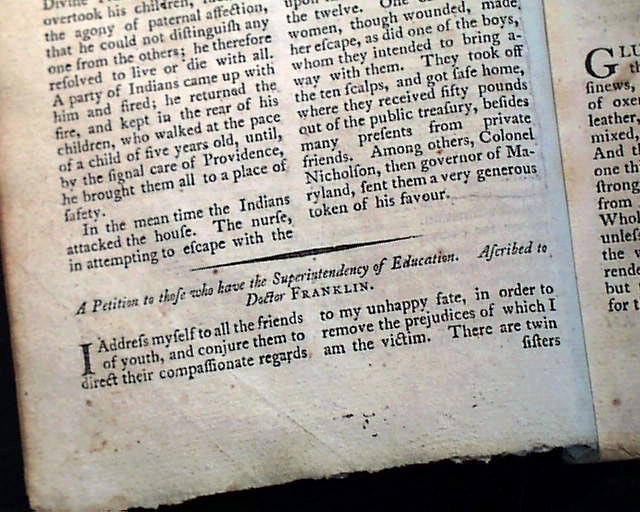 Divine
overtook his children,
the agony of paternal affection,
that he could not diſtinguiſh any
one from the others; he therefore
reſolved to live or die with all.
A party of Indians came up with
him and fired; he returned the
fire, and kept in the rear of his
children, who walked at the pace
of a child of five years old, until,
by the ſignal care of Providence,
he brought them all to a place of
ſafety.
In the mean time the Indians
attacked the houſe. The nurſe,
in attempting to eſcape with the
the twelve.
women, though wounded, made
her eſcape, as did one of the boys,
whom they intended to bring a-
way with them. They took off
the ten ſcalps, and got ſafe home,
where they received fifty pounds
out of the public treaſury, beſides
many preſents from private
friends. Among others, Colonel
Nicholſon, then governor of Ma-
ryland, ſent them a very generous
token of his favour.
A Petition to thoſe who have the Superintendency of Education. Aſcribed to
Doctor FRANKLIN.
I Addreſs myſelf to all the friends
of youth, and conjure them to
direct their compaſſionate regards
to my unhappy fate, in order to
remove the prejudices of which I
am the victim. There are twin
ſiſters
ſinews,
of oxe
leather,
mixed,
And th
one thi
ſtrong
from
Whol
unleſs
the
rende
but
for t